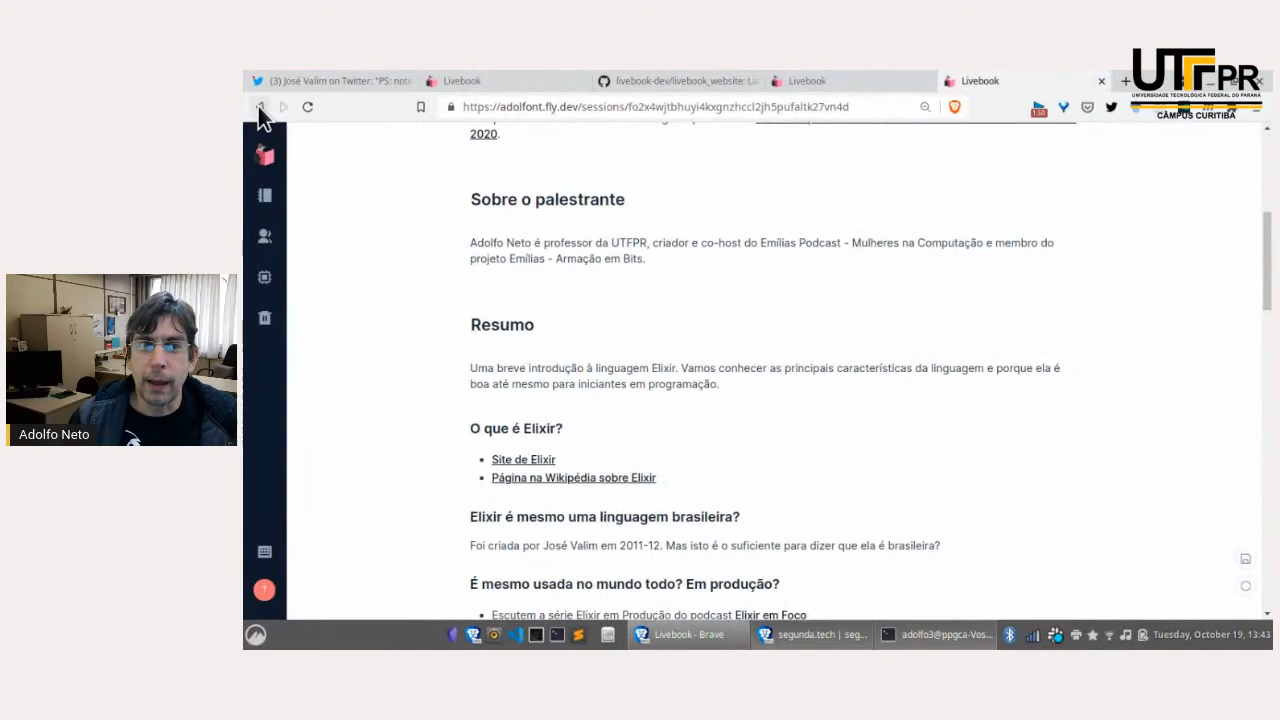 (3) José Valim on Twitter: "PS: note
Livebook
livebook-dev/livebook_website: La
Livebook
Livebook
UTFPR
UNIVERSIDADE TECNOLÓGICA FEDERAL DO PARANÁ
CÂMPUS CURITIBA
https://adolfont.fly.dev/sessions/fo2x4wjtbhuyi4kxgnzhccl2jh5pufaltk27vn4d
2020.
Sobre o palestrante
Adolfo Neto é professor da UTFPR, criador e co-host do Emílias Podcast - Mulheres na Computação e membro do
projeto Emílias - Armação em Bits.
Resumo
Uma breve introdução à linguagem Elixir. Vamos conhecer as principais características da linguagem e porque ela é
boa até mesmo para iniciantes em programação.
O que é Elixir?
Site de Elixir
Página na Wikipédia sobre Elixir
Elixir é mesmo uma linguagem brasileira?
Foi criada por José Valim em 2011-12. Mas isto é o suficiente para dizer que ela é brasileira?
É mesmo usada no mundo todo? Em produção?
Escutem a série Elixir em Produção do podcast Elixir em Foco
Adolfo Neto
?
Livebook - Brave
segunda.tech | seg...
adolfo3@ppgca-Vos...
Tuesday, October 19, 13:43